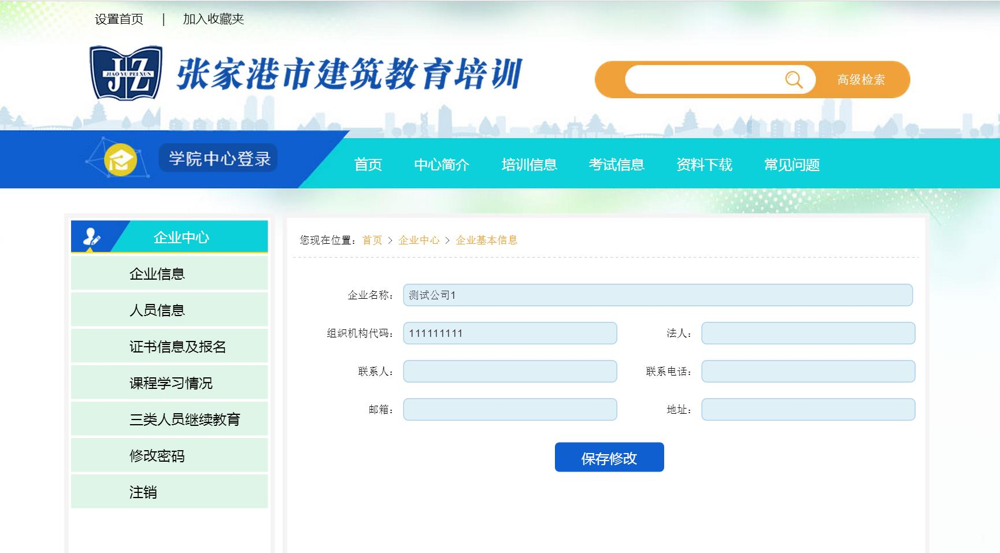 设置首页 | 加入收藏夹
JZ
JIAO YU PEI XUN
张家港市建筑教育培训
高级检索
学院中心登录
首页 中心简介 培训信息 考试信息 资料下载 常见问题
企业中心
企业信息
人员信息
证书信息及报名
课程学习情况
三类人员继续教育
修改密码
注销
您现在位置：首页 > 企业中心 > 企业基本信息
企业名称： 测试公司1
组织机构代码： 111111111 法人：
联系人： 联系电话：
邮箱： 地址：
保存修改